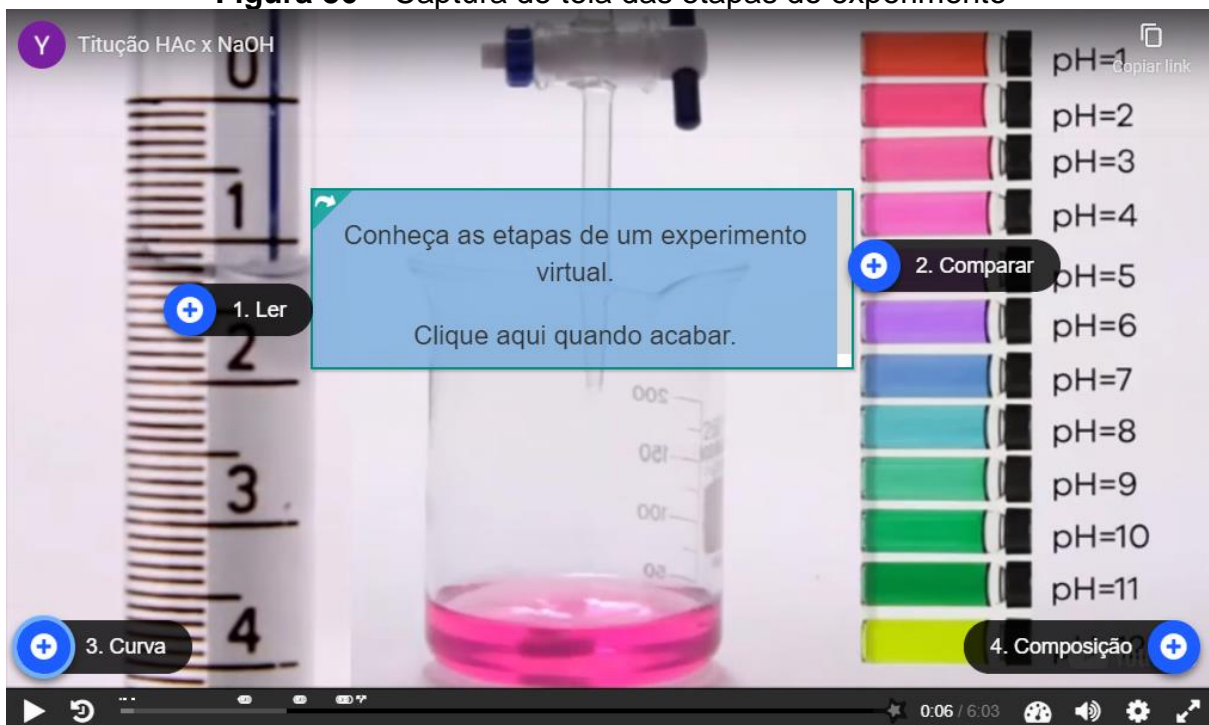 Figura 36 – Captura de tela das etapas do experimento
Y
Titução HAc x NaOH
Copiar link
0
1
2
3
4
Conheça as etapas de um experimento
virtual.
Clique aqui quando acabar.
1. Ler
2. Comparar
3. Curva
4. Composição
200
150
100
50
pH=1
pH=2
pH=3
pH=4
pH=5
pH=6
pH=7
pH=8
pH=9
pH=10
pH=11
0:06 / 6:03